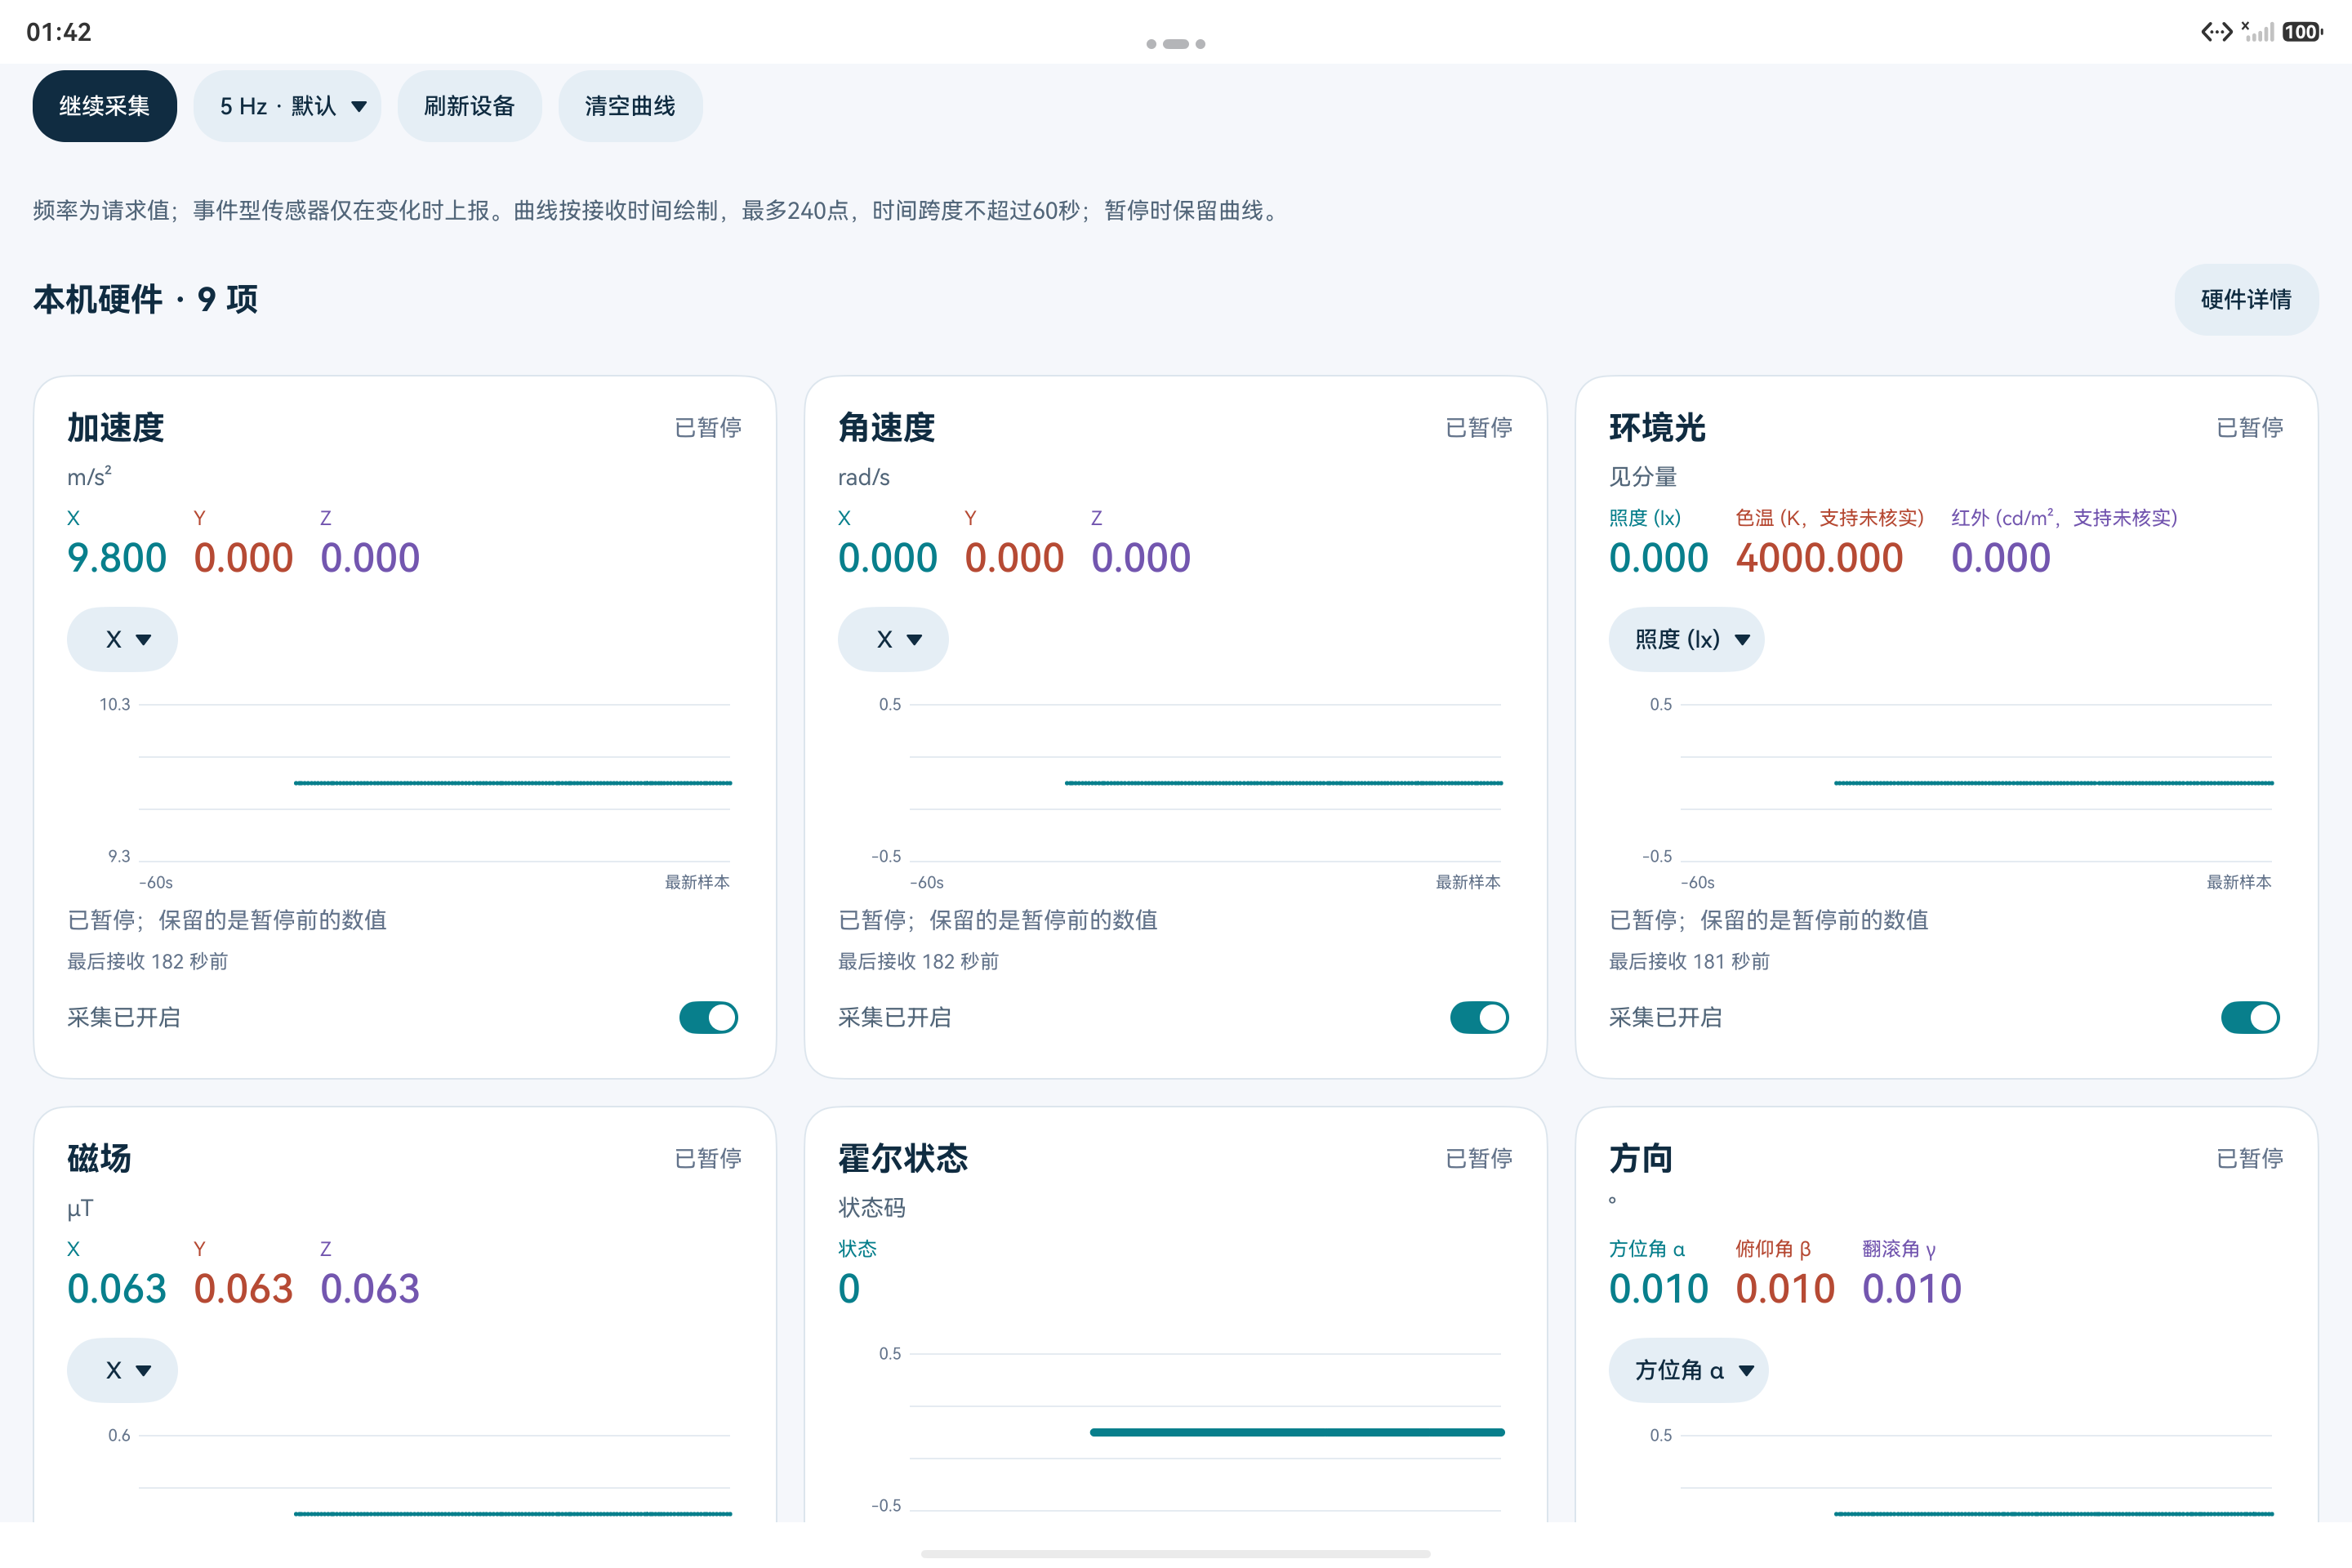 01:42
100
继续采集
5 Hz · 默认
刷新设备
清空曲线
频率为请求值；事件型传感器仅在变化时上报。曲线按接收时间绘制，最多240点，时间跨度不超过60秒；暂停时保留曲线。
本机硬件 · 9 项
硬件详情
加速度
已暂停
m/s²
X Y Z
9.800 0.000 0.000
X
10.3
9.3
-60s
最新样本
已暂停；保留的是暂停前的数值
最后接收 182 秒前
采集已开启
角速度
已暂停
rad/s
X Y Z
0.000 0.000 0.000
X
0.5
-0.5
-60s
最新样本
已暂停；保留的是暂停前的数值
最后接收 182 秒前
采集已开启
环境光
已暂停
见分量
照度 (lx) 色温 (K，支持未核实) 红外 (cd/m²，支持未核实)
0.000 4000.000 0.000
照度 (lx)
0.5
-0.5
-60s
最新样本
已暂停；保留的是暂停前的数值
最后接收 181 秒前
采集已开启
磁场
已暂停
μT
X Y Z
0.063 0.063 0.063
X
0.6
霍尔状态
已暂停
状态码
状态
0
0.5
-0.5
方向
已暂停
°
方位角 α 俯仰角 β 翻滚角 γ
0.010 0.010 0.010
方位角 α
0.5